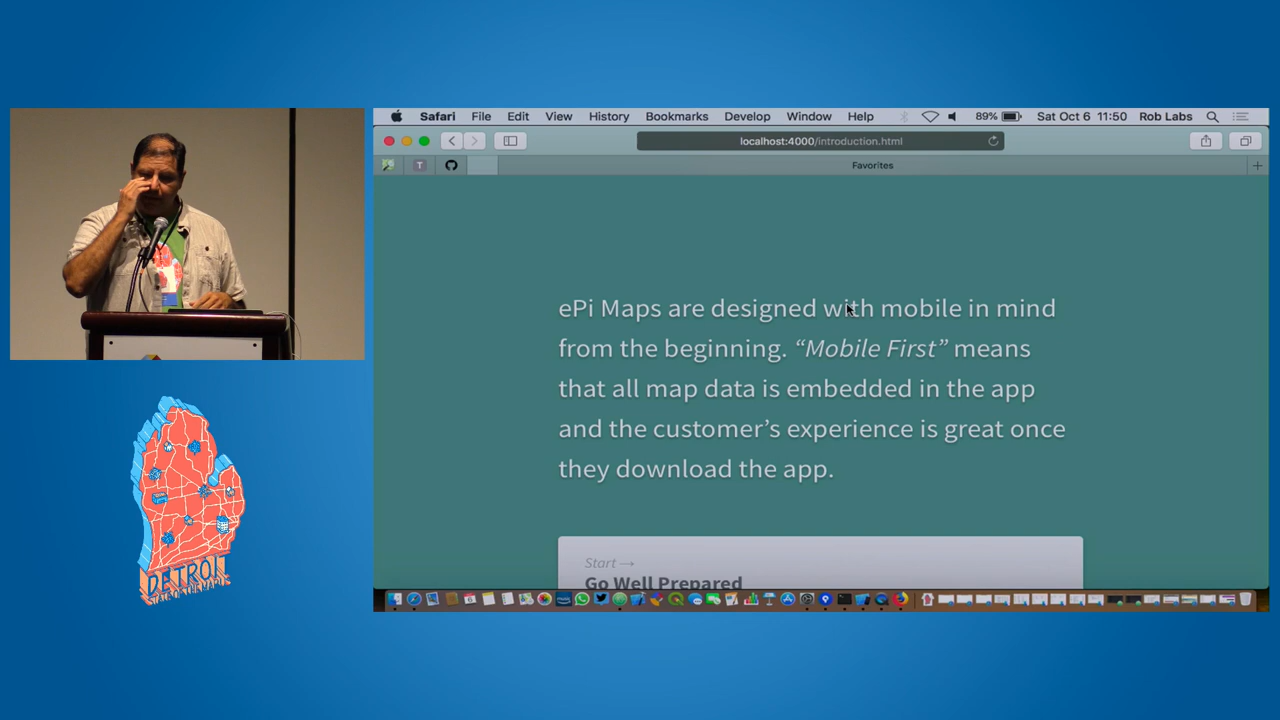 Safari File Edit View History Bookmarks Develop Window Help 89% Sat Oct 6 11:50 Rob Labs
localhost:4000/introduction.html
T Favorites
ePi Maps are designed with mobile in mind
from the beginning. “Mobile First” means
that all map data is embedded in the app
and the customer’s experience is great once
they download the app.
Start →
Go Well Prepared
DETROIT